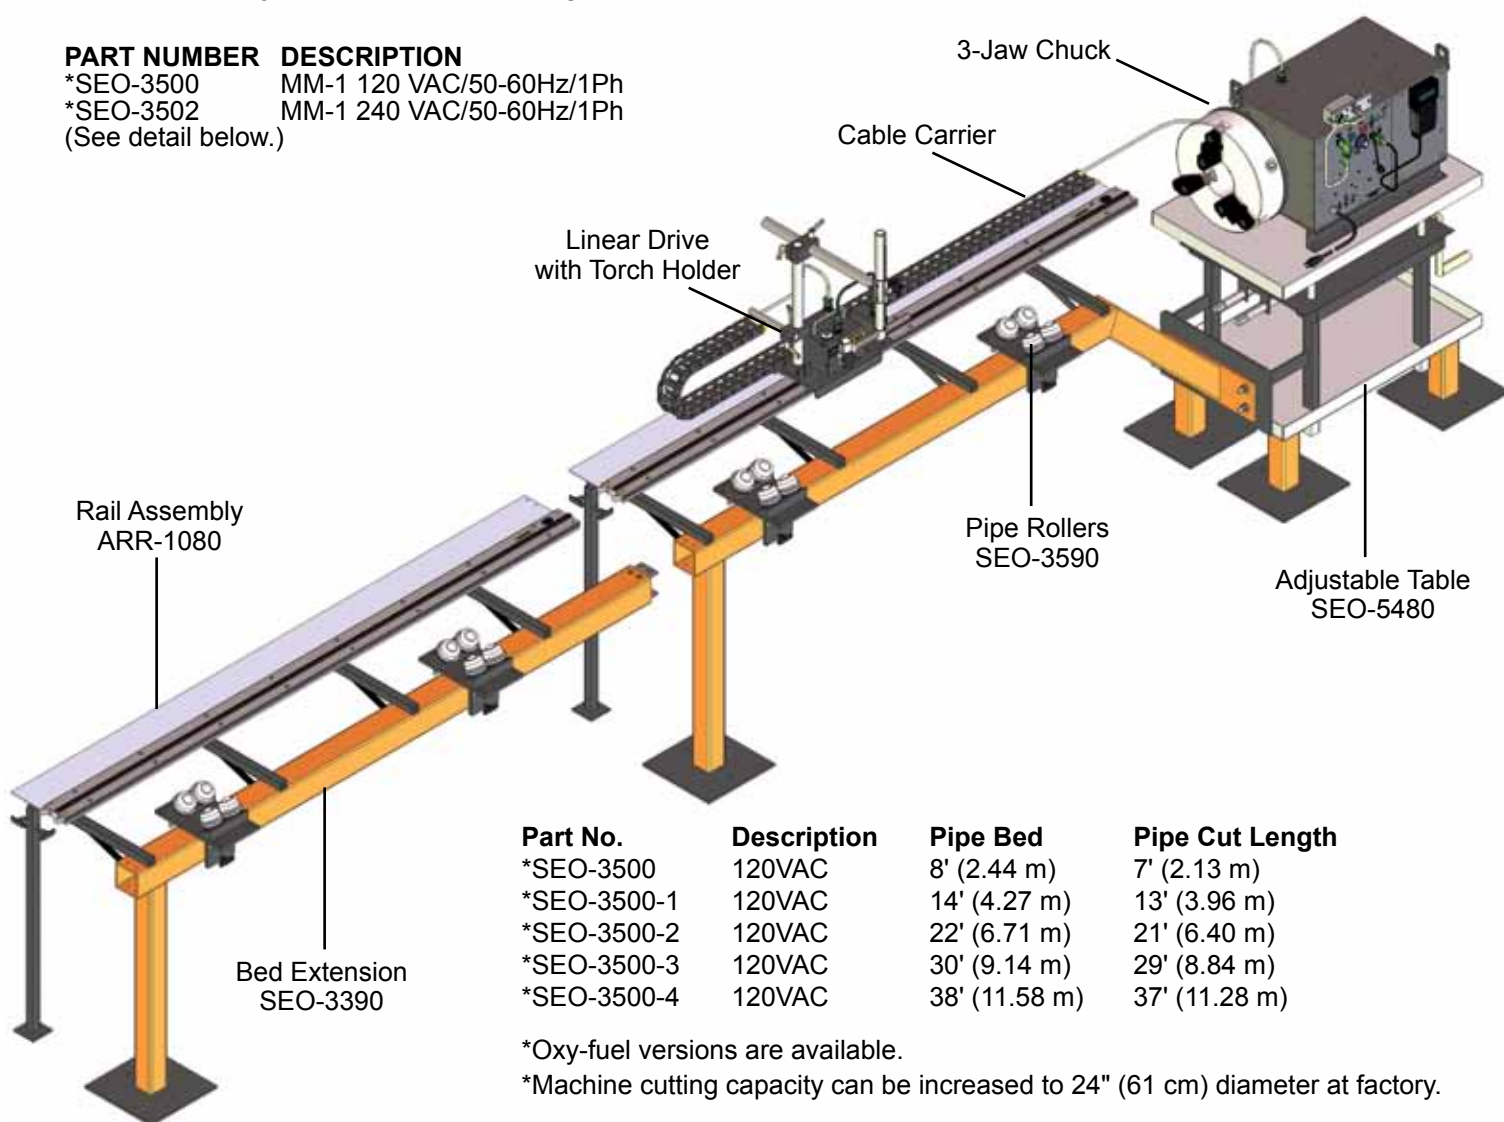 PART NUMBER DESCRIPTION
*SEO-3500 MM-1 120 VAC/50-60Hz/1Ph
*SEO-3502 MM-1 240 VAC/50-60Hz/1Ph
(See detail below.)
3-Jaw Chuck
Cable Carrier
Linear Drive
with Torch Holder
Rail Assembly
ARR-1080
Pipe Rollers
SEO-3590
Adjustable Table
SEO-5480
Bed Extension
SEO-3390
Part No. Description Pipe Bed Pipe Cut Length
*SEO-3500 120VAC 8' (2.44 m) 7' (2.13 m)
*SEO-3500-1 120VAC 14' (4.27 m) 13' (3.96 m)
*SEO-3500-2 120VAC 22' (6.71 m) 21' (6.40 m)
*SEO-3500-3 120VAC 30' (9.14 m) 29' (8.84 m)
*SEO-3500-4 120VAC 38' (11.58 m) 37' (11.28 m)
*Oxy-fuel versions are available.
*Machine cutting capacity can be increased to 24" (61 cm) diameter at factory.